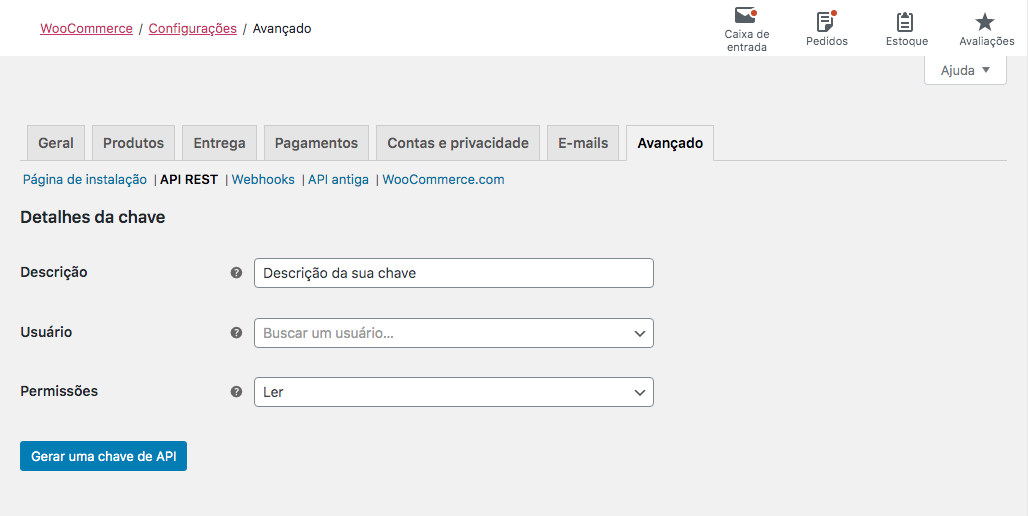 WooCommerce / Configurações / Avançado
Caixa de
entrada
Pedidos
Estoque
Avaliações
Ajuda
Geral
Produtos
Entrega
Pagamentos
Contas e privacidade
E-mails
Avançado
Página de instalação | API REST | Webhooks | API antiga | WooCommerce.com
Detalhes da chave
Descrição
Descrição da sua chave
Usuário
Buscar um usuário...
Permissões
Ler
Gerar uma chave de API